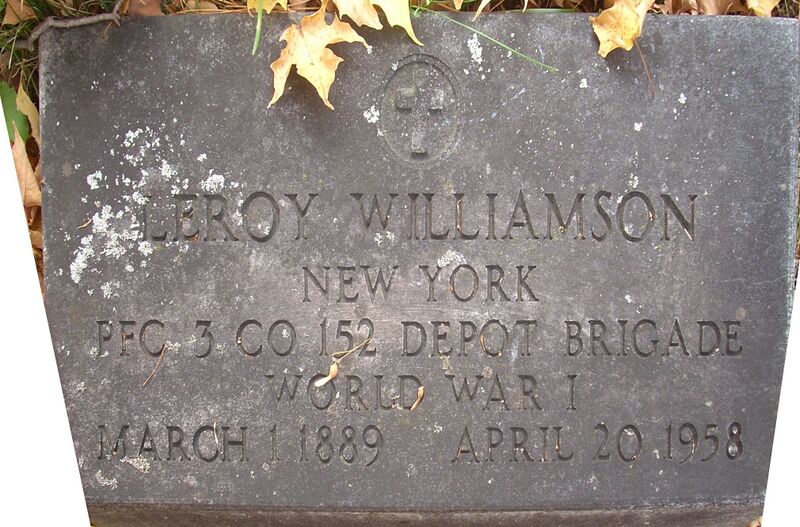 LEROY WILLIAMSON
NEW YORK
PFC 3 CO 152 DEPOT BRIGADE
WORLD WAR I
MARCH 1 1889 APRIL 20 1958